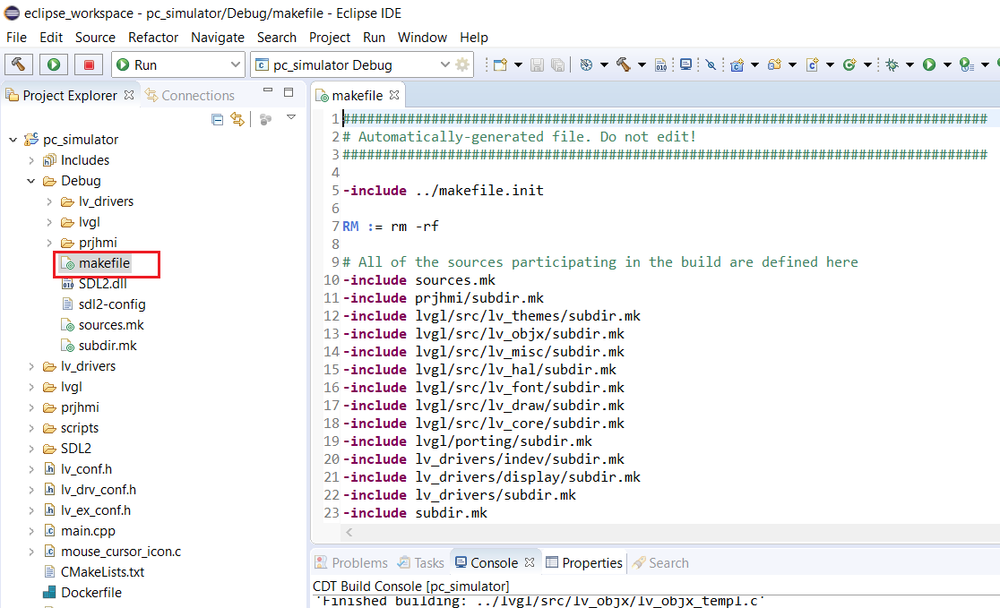 eclipse_workspace - pc_simulator/Debug/makefile - Eclipse IDE
File Edit Source Refactor Navigate Search Project Run Window Help
Run
pc_simulator Debug
Project Explorer
Connections
pc_simulator
Includes
Debug
lv_drivers
lvgl
prjhmi
makefile
SDL2.dll
sdl2-config
sources.mk
subdir.mk
lv_drivers
lvgl
prjhmi
scripts
SDL2
lv_conf.h
lv_drv_conf.h
lv_ex_conf.h
main.cpp
mouse_cursor_icon.c
CMakeLists.txt
Dockerfile
makefile
1 ################################################################################
2 # Automatically-generated file. Do not edit!
3 ################################################################################
4
5 -include ../makefile.init
6
7 RM := rm -rf
8
9 # All of the sources participating in the build are defined here
10 -include sources.mk
11 -include prjhmi/subdir.mk
12 -include lvgl/src/lv_themes/subdir.mk
13 -include lvgl/src/lv_objx/subdir.mk
14 -include lvgl/src/lv_misc/subdir.mk
15 -include lvgl/src/lv_hal/subdir.mk
16 -include lvgl/src/lv_font/subdir.mk
17 -include lvgl/src/lv_draw/subdir.mk
18 -include lvgl/src/lv_core/subdir.mk
19 -include lvgl/porting/subdir.mk
20 -include lv_drivers/indev/subdir.mk
21 -include lv_drivers/display/subdir.mk
22 -include lv_drivers/subdir.mk
23 -include subdir.mk
Problems Tasks Console Properties Search
CDT Build Console [pc_simulator]
'Finished building: ../lvgl/src/lv_objx/lv_objx_templ.c'